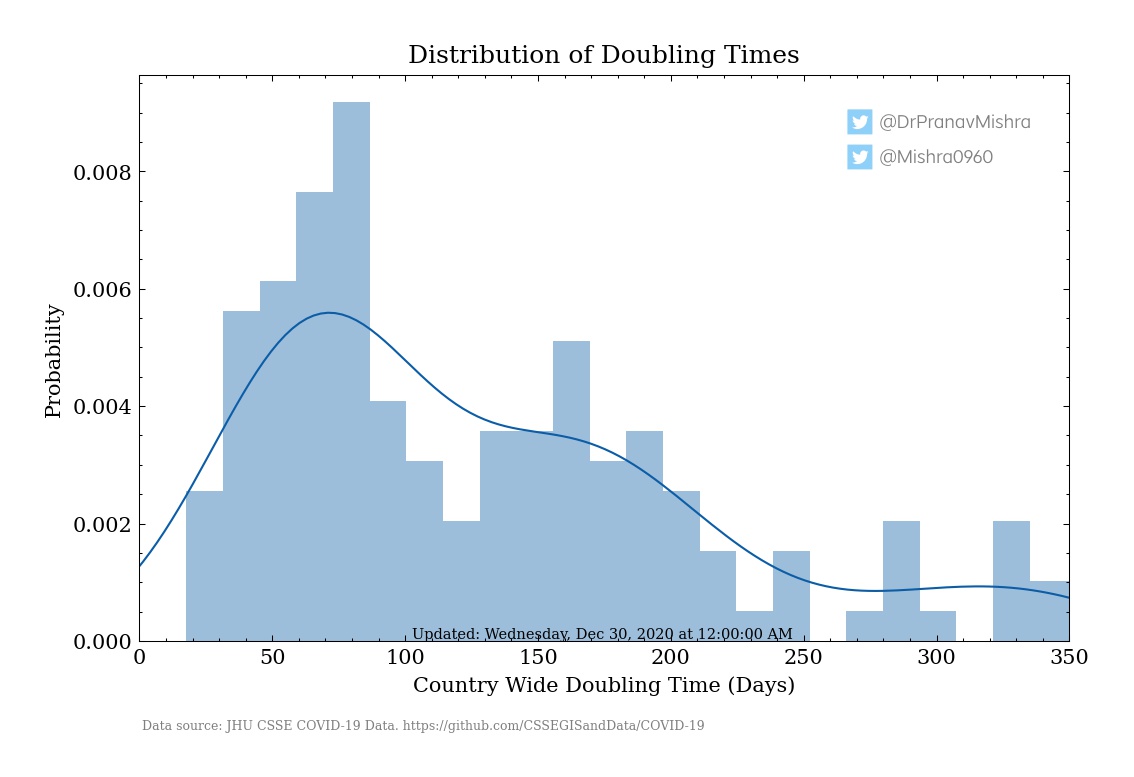 Distribution of Doubling Times
@DrPranavMishra
@Mishra0960
Probability
0.008
0.006
0.004
0.002
0.000
Updated: Wednesday, Dec 30, 2020 at 12:00:00 AM
0 50 100 150 200 250 300 350
Country Wide Doubling Time (Days)
Data source: JHU CSSE COVID-19 Data. https://github.com/CSSEGISandData/COVID-19